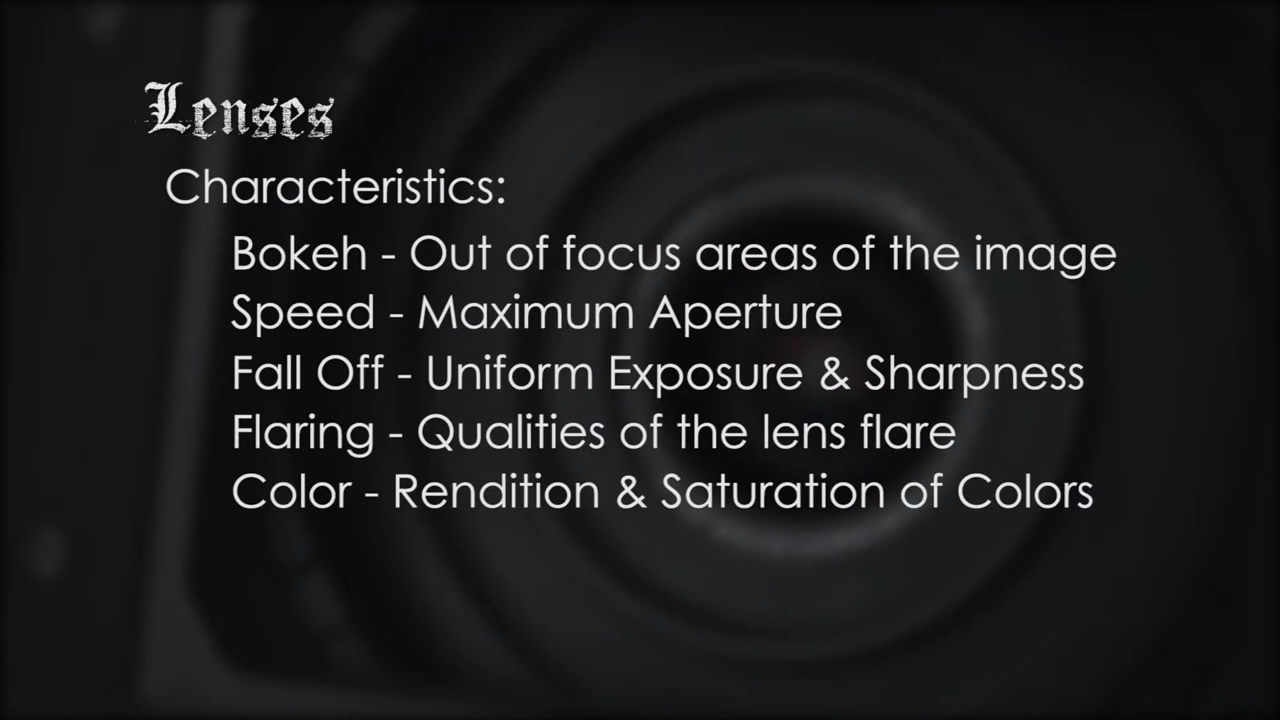 Lenses
Characteristics:
Bokeh - Out of focus areas of the image
Speed - Maximum Aperture
Fall Off - Uniform Exposure & Sharpness
Flaring - Qualities of the lens flare
Color - Rendition & Saturation of Colors